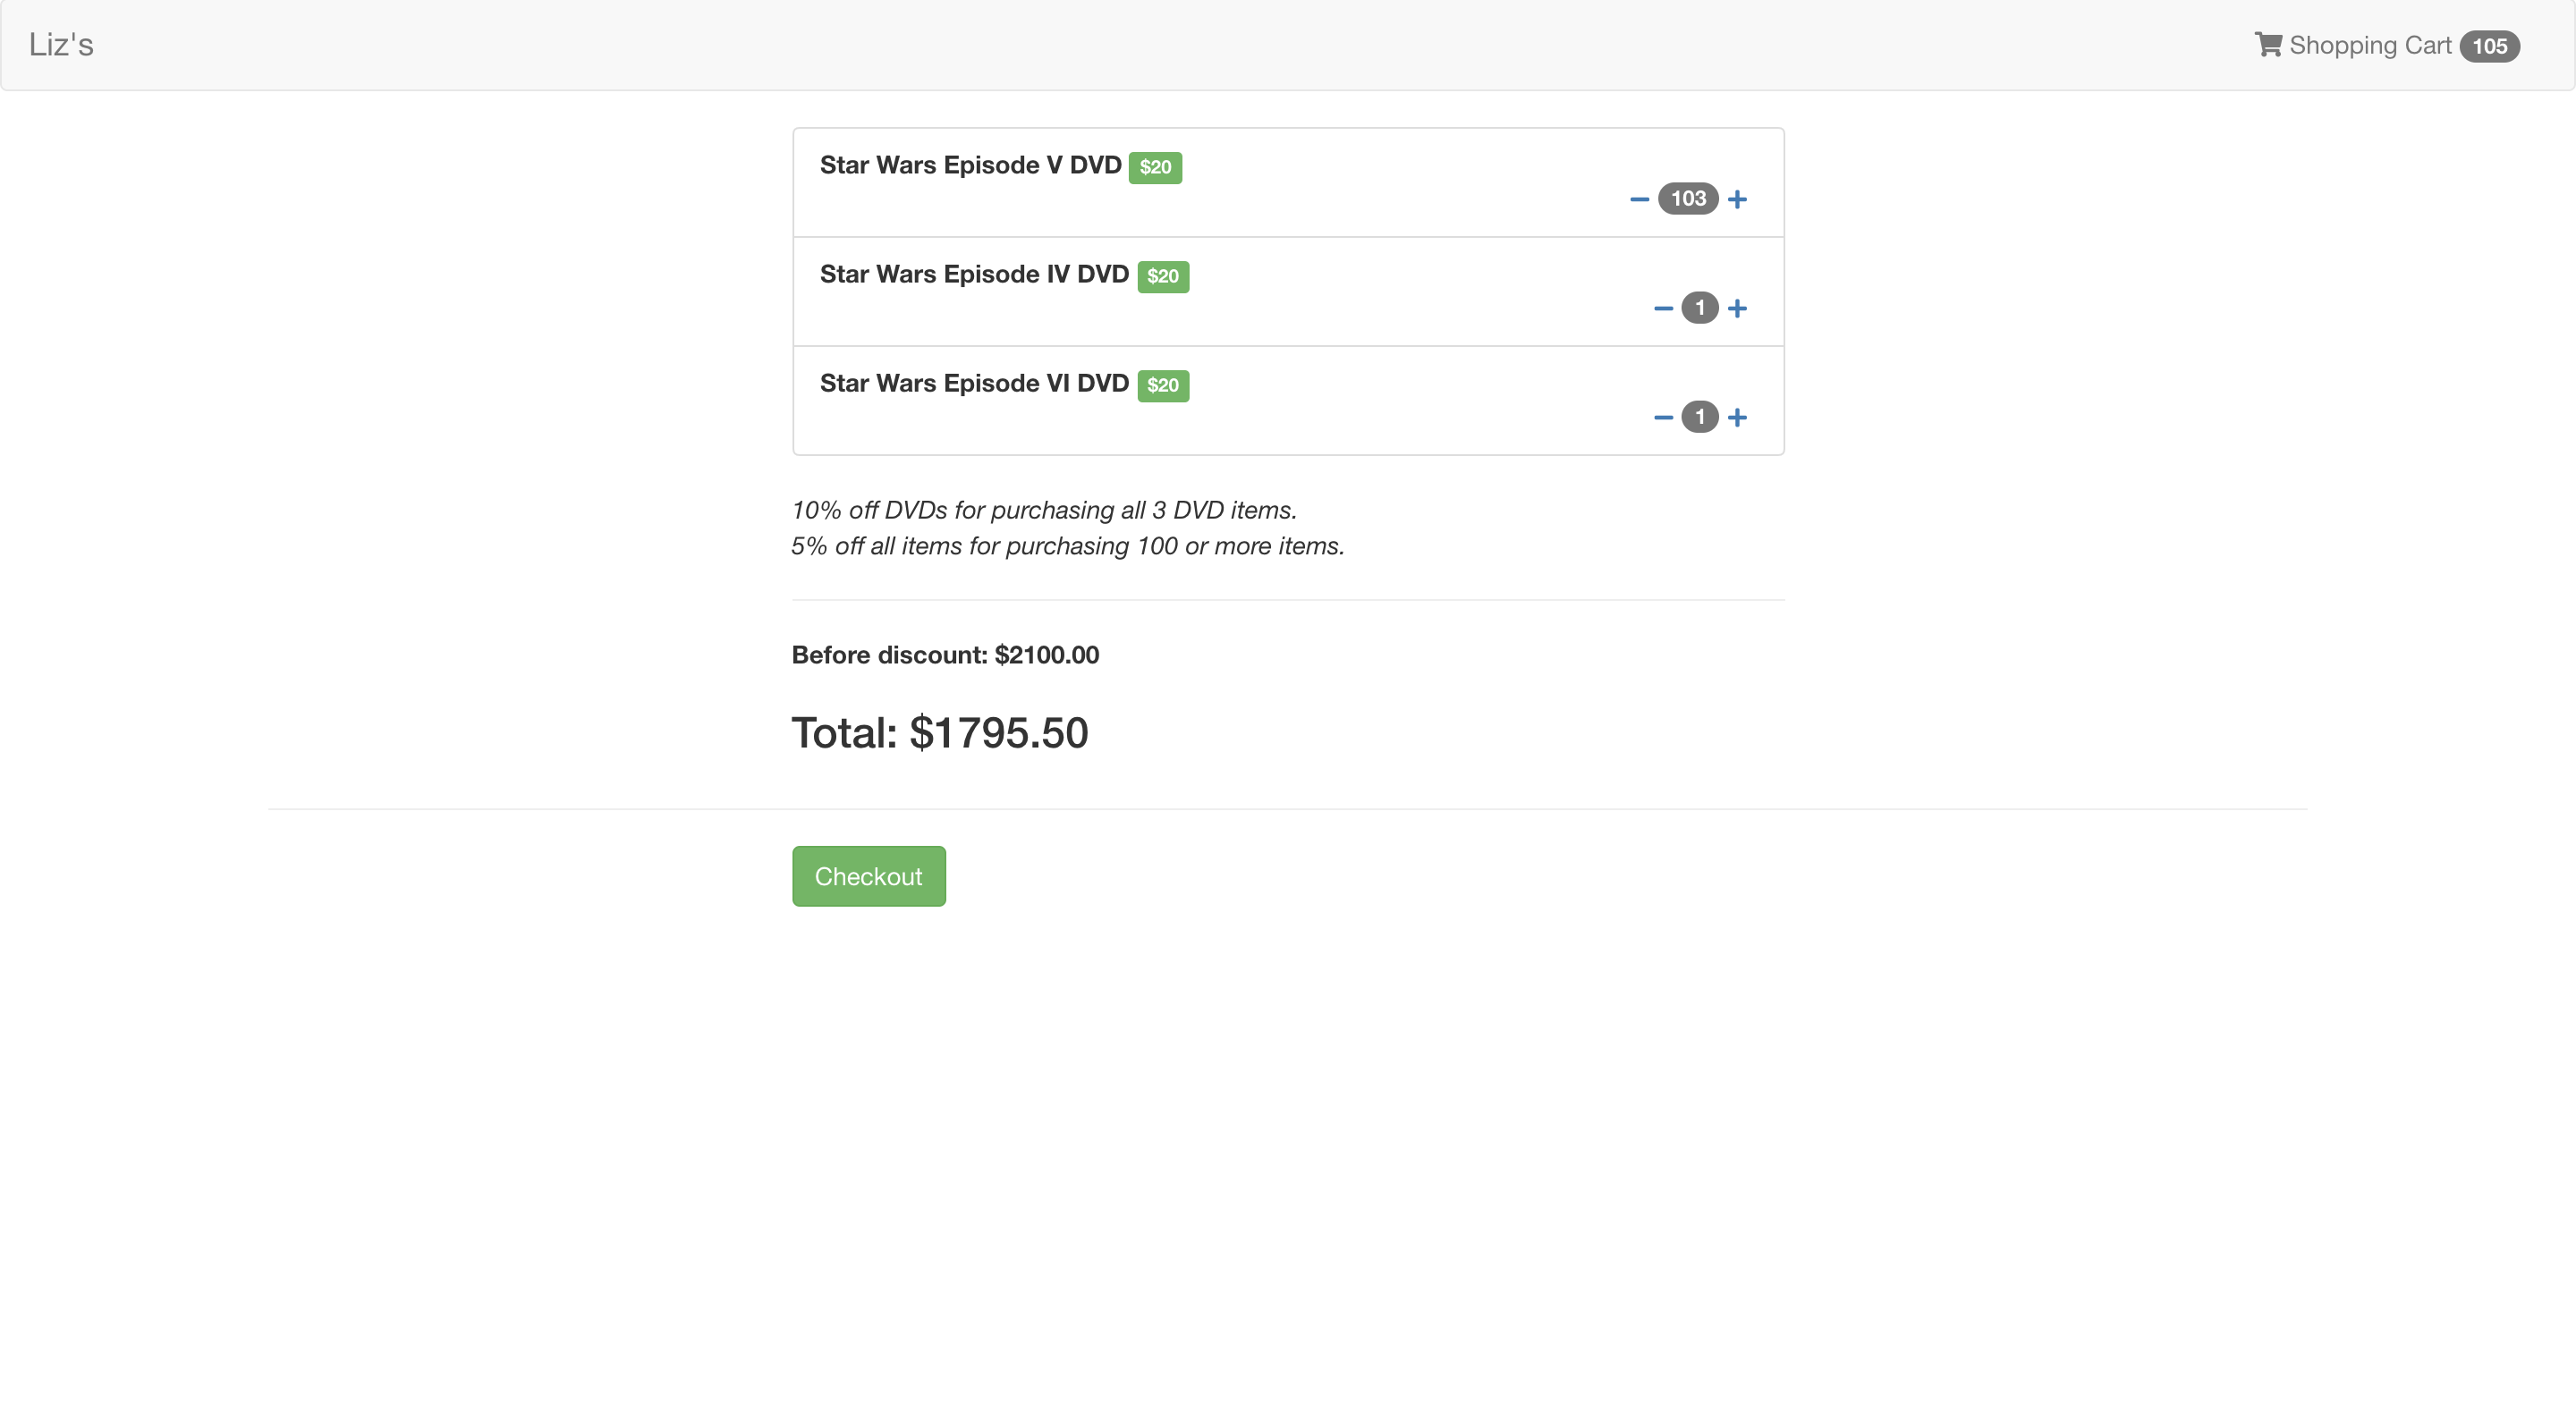 Liz's
Shopping Cart 105
Star Wars Episode V DVD $20
103
Star Wars Episode IV DVD $20
1
Star Wars Episode VI DVD $20
1
10% off DVDs for purchasing all 3 DVD items.
5% off all items for purchasing 100 or more items.
Before discount: $2100.00
Total: $1795.50
Checkout